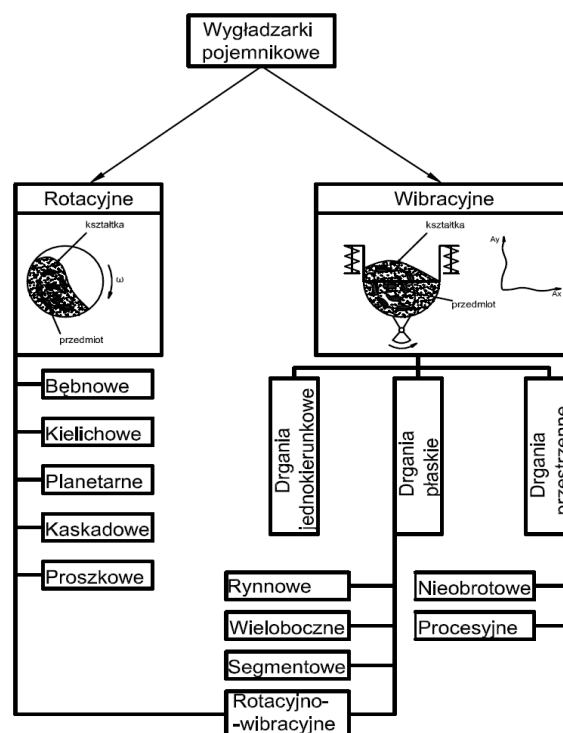 Wygładzarki
pojemnikowe
Rotacyjne
kształtka
ω
przedmiot
Wibracyjne
kształtka
przedmiot
Ay
Ax
Bębnowe
Kielichowe
Planetarne
Kaskadowe
Proszkowe
Drgania
jednokierunkowe
Drgania
płaskie
Drgania
przestrzenne
Rynnowe
Wieloboczne
Segmentowe
Rotacyjno-
-wibracyjne
Nieobrotowe
Procesyjne